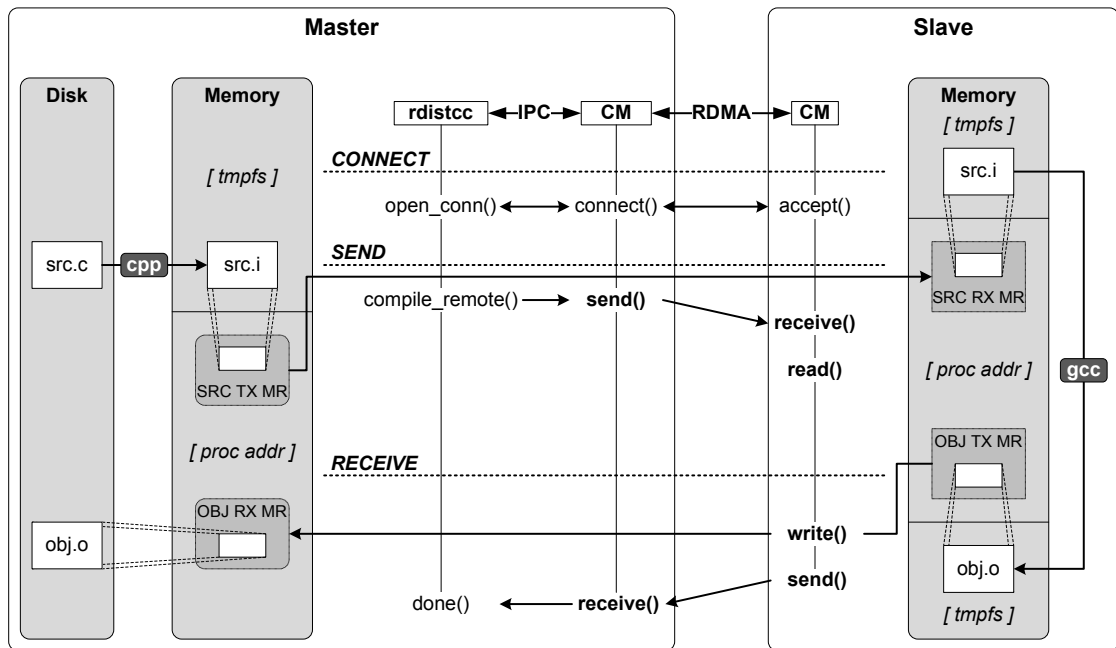 Master
Slave
Disk
Memory
Memory
rdistcc
IPC
CM
RDMA
CM
[ tmpfs ]
[ tmpfs ]
CONNECT
src.i
open_conn()
connect()
accept()
src.c
cpp
src.i
SEND
SRC RX MR
compile_remote()
send()
receive()
read()
[ proc addr ]
gcc
SRC TX MR
[ proc addr ]
RECEIVE
OBJ TX MR
OBJ RX MR
write()
obj.o
send()
obj.o
done()
receive()
[ tmpfs ]